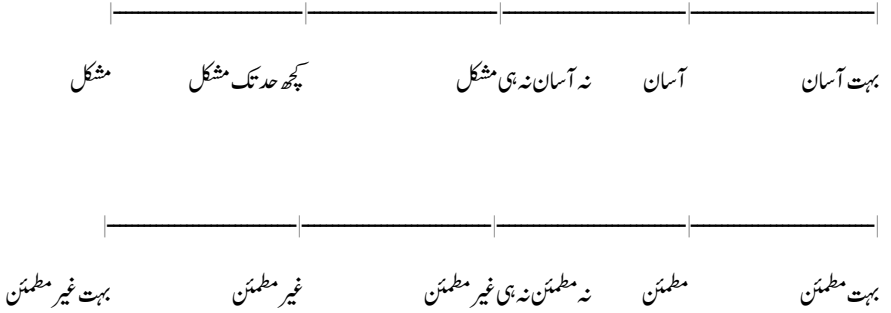 بہت آسان آسان نہ آسان نہ ہی مشکل کچھ حد تک مشکل مشکل
بہت مطمئن مطمئن نہ مطمئن نہ ہی غیر مطمئن غیر مطمئن بہت غیر مطمئن